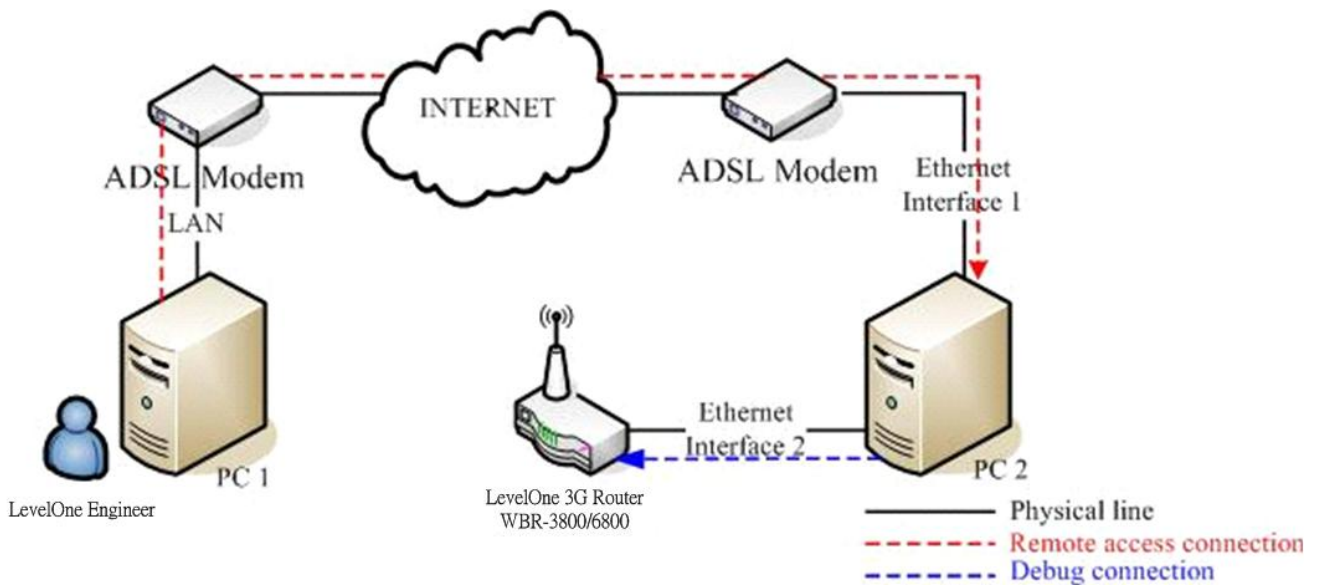 INTERNET
ADSL Modem
ADSL Modem
Ethernet
Interface 1
LAN
Ethernet
Interface 2
PC 1
PC 2
LevelOne Engineer
LevelOne 3G Router
WBR-3800/6800
Physical line
Remote access connection
Debug connection